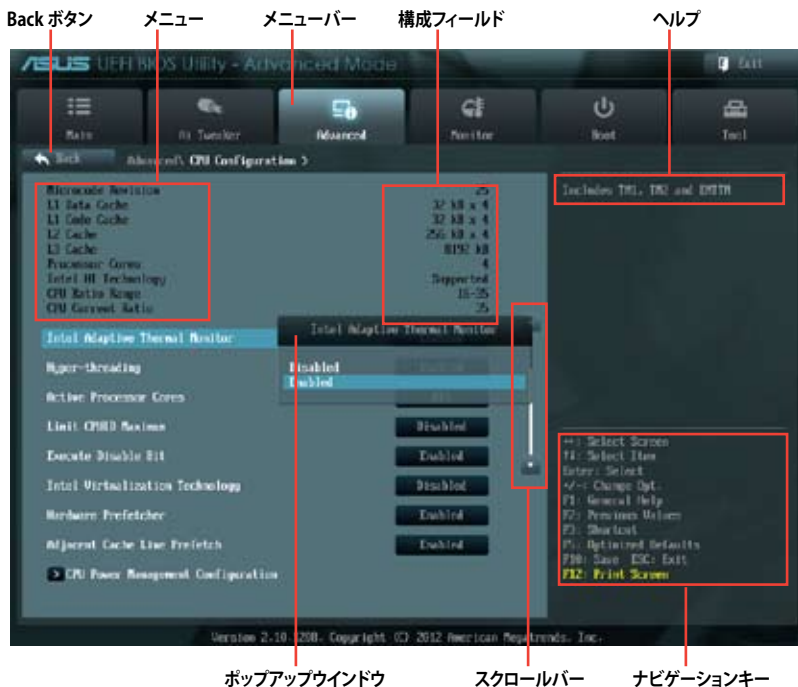 Back ボタン
メニュー
メニューバー
構成フィールド
ヘルプ
ASUS UEFI BIOS Utility - Advanced Mode
Exit
Main
Ai Tweaker
Advanced
Monitor
Boot
Tool
Back
Advanced\ CPU Configuration >
Microcode Revision 25
L1 Data Cache 32 kB x 4
L1 Code Cache 32 kB x 4
L2 Cache 256 kB x 4
L3 Cache 8192 kB
Processor Cores 4
Intel HT Technology Supported
CPU Ratio Range 16-35
CPU Current Ratio 35
Includes TM1, TM2 and EMTTM
Intel Adaptive Thermal Monitor
Intel Adaptive Thermal Monitor
Disabled
Enabled
Hyper-threading
Active Processor Cores
Limit CPUID Maximum Disabled
Execute Disable Bit Enabled
Intel Virtualization Technology Disabled
Hardware Prefetcher Enabled
Adjacent Cache Line Prefetch Enabled
> CPU Power Management Configuration
→←: Select Screen
↑↓: Select Item
Enter: Select
+/-: Change Opt.
F1: General Help
F2: Previous Values
F3: Shortcut
F5: Optimized Defaults
F10: Save ESC: Exit
F12: Print Screen
Version 2.10.1208. Copyright (C) 2012 American Megatrends, Inc.
ポップアップウインドウ
スクロールバー
ナビゲーションキー